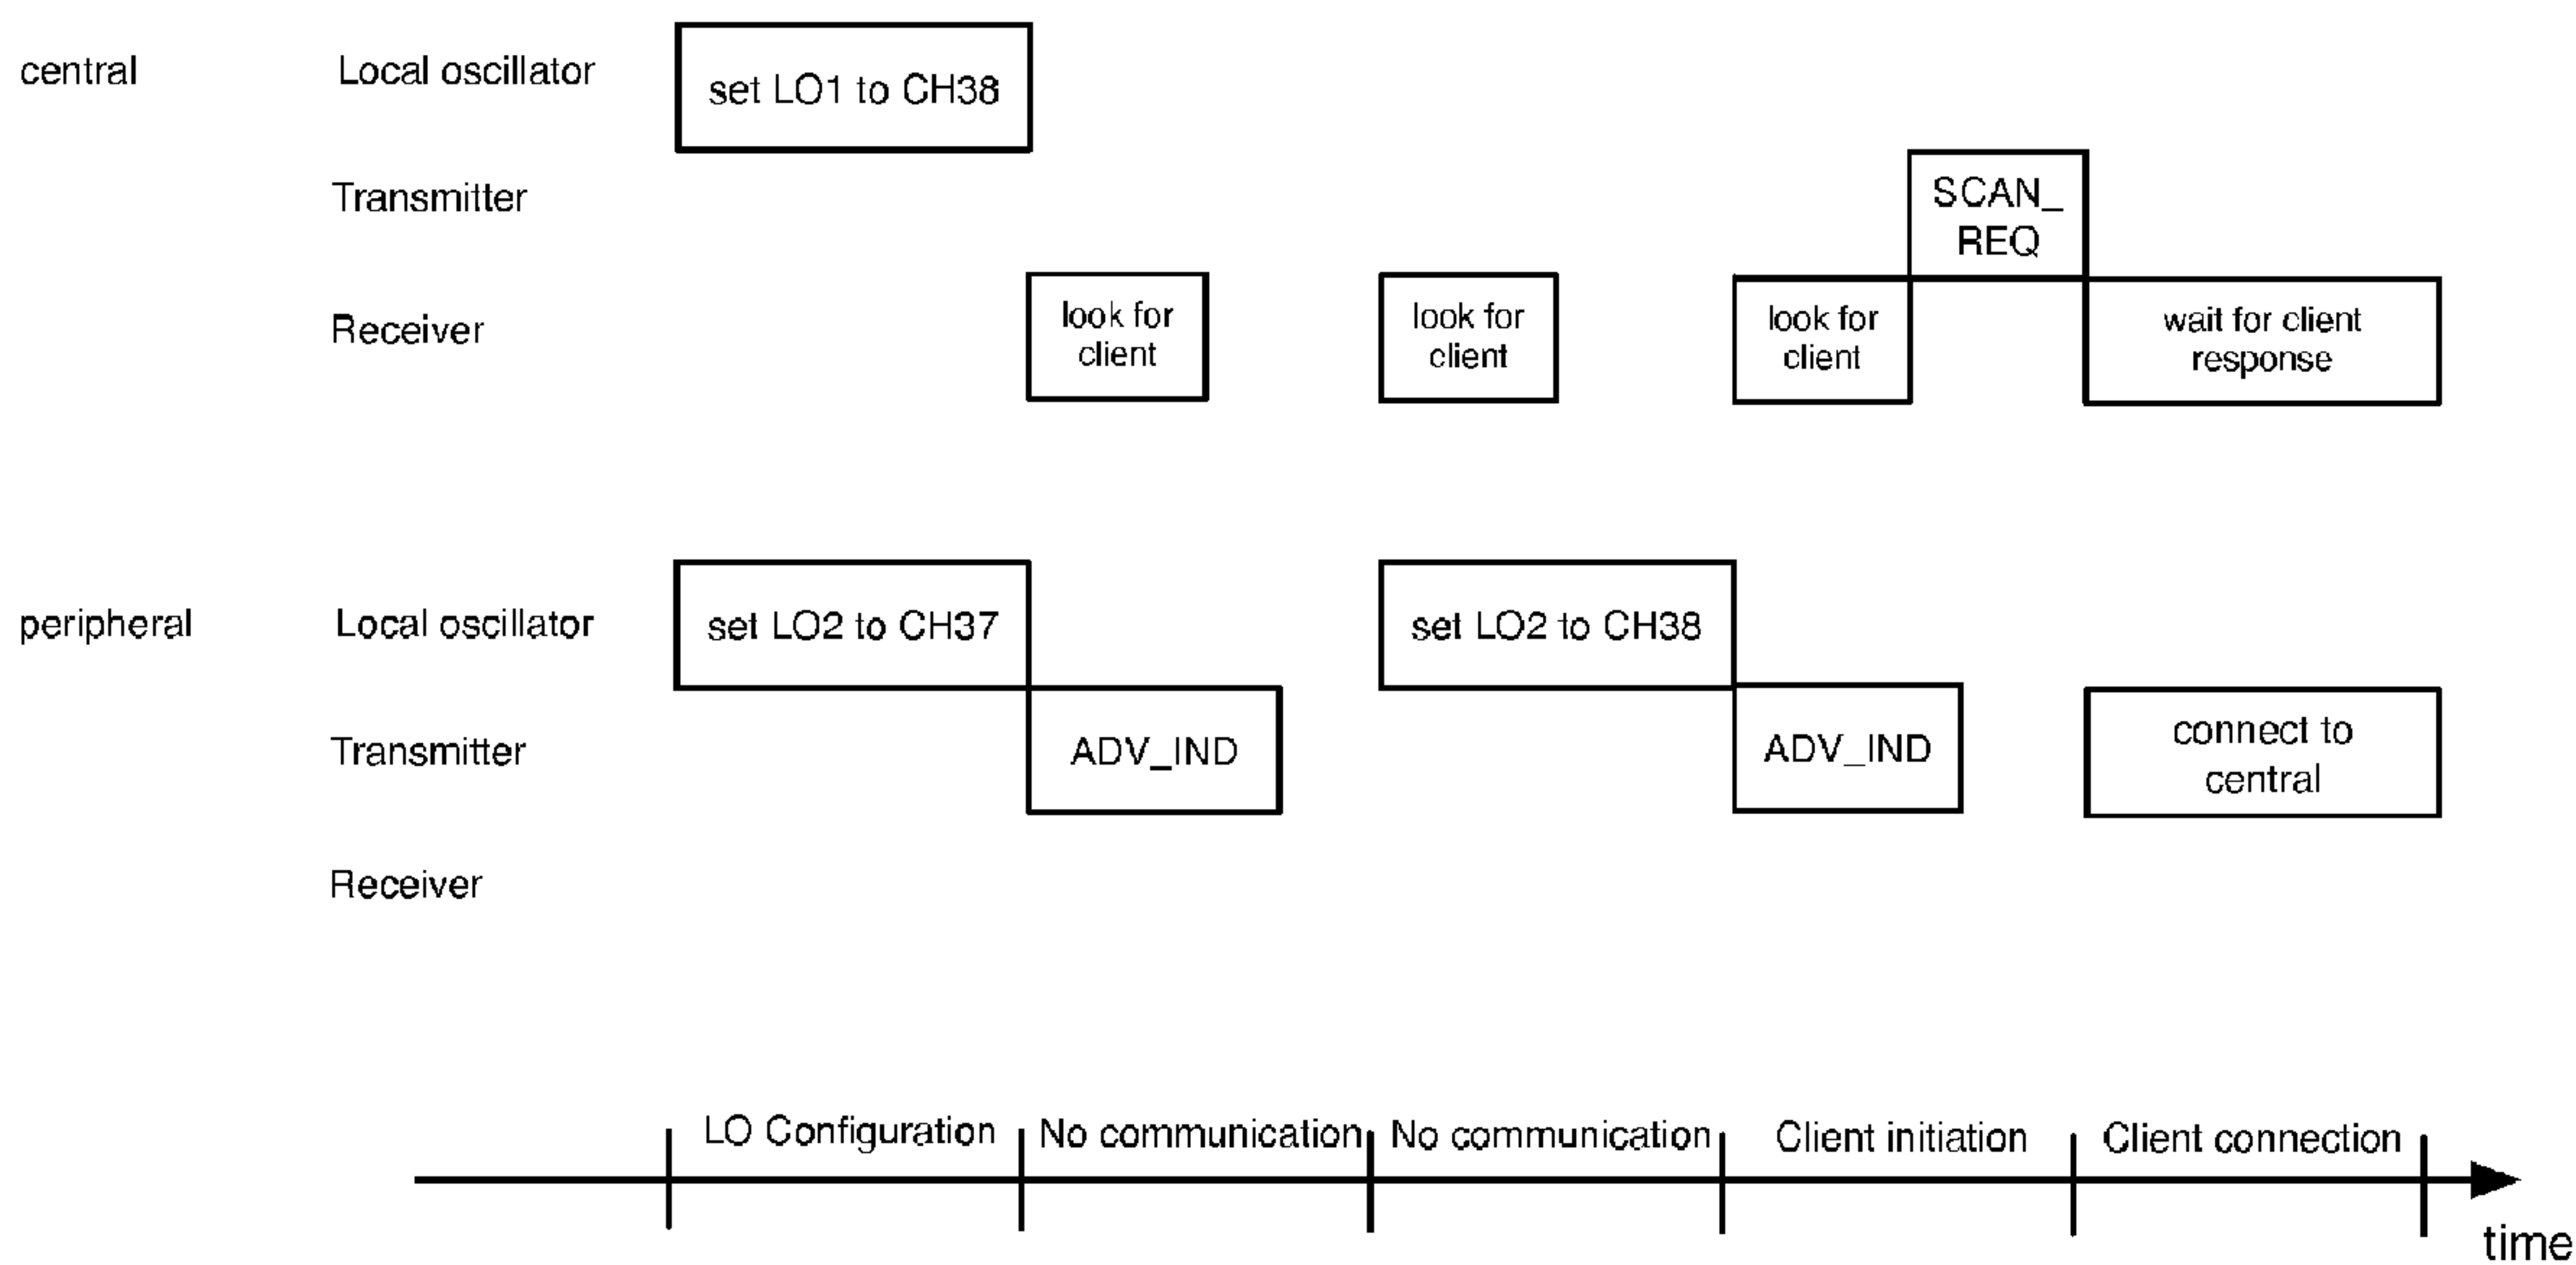 central
Local oscillator
set LO1 to CH38
Transmitter
SCAN_
REQ
Receiver
look for
client
look for
client
look for
client
wait for client
response
peripheral
Local oscillator
set LO2 to CH37
set LO2 to CH38
Transmitter
ADV_IND
ADV_IND
connect to
central
Receiver
LO Configuration
No communication
No communication
Client initiation
Client connection
time